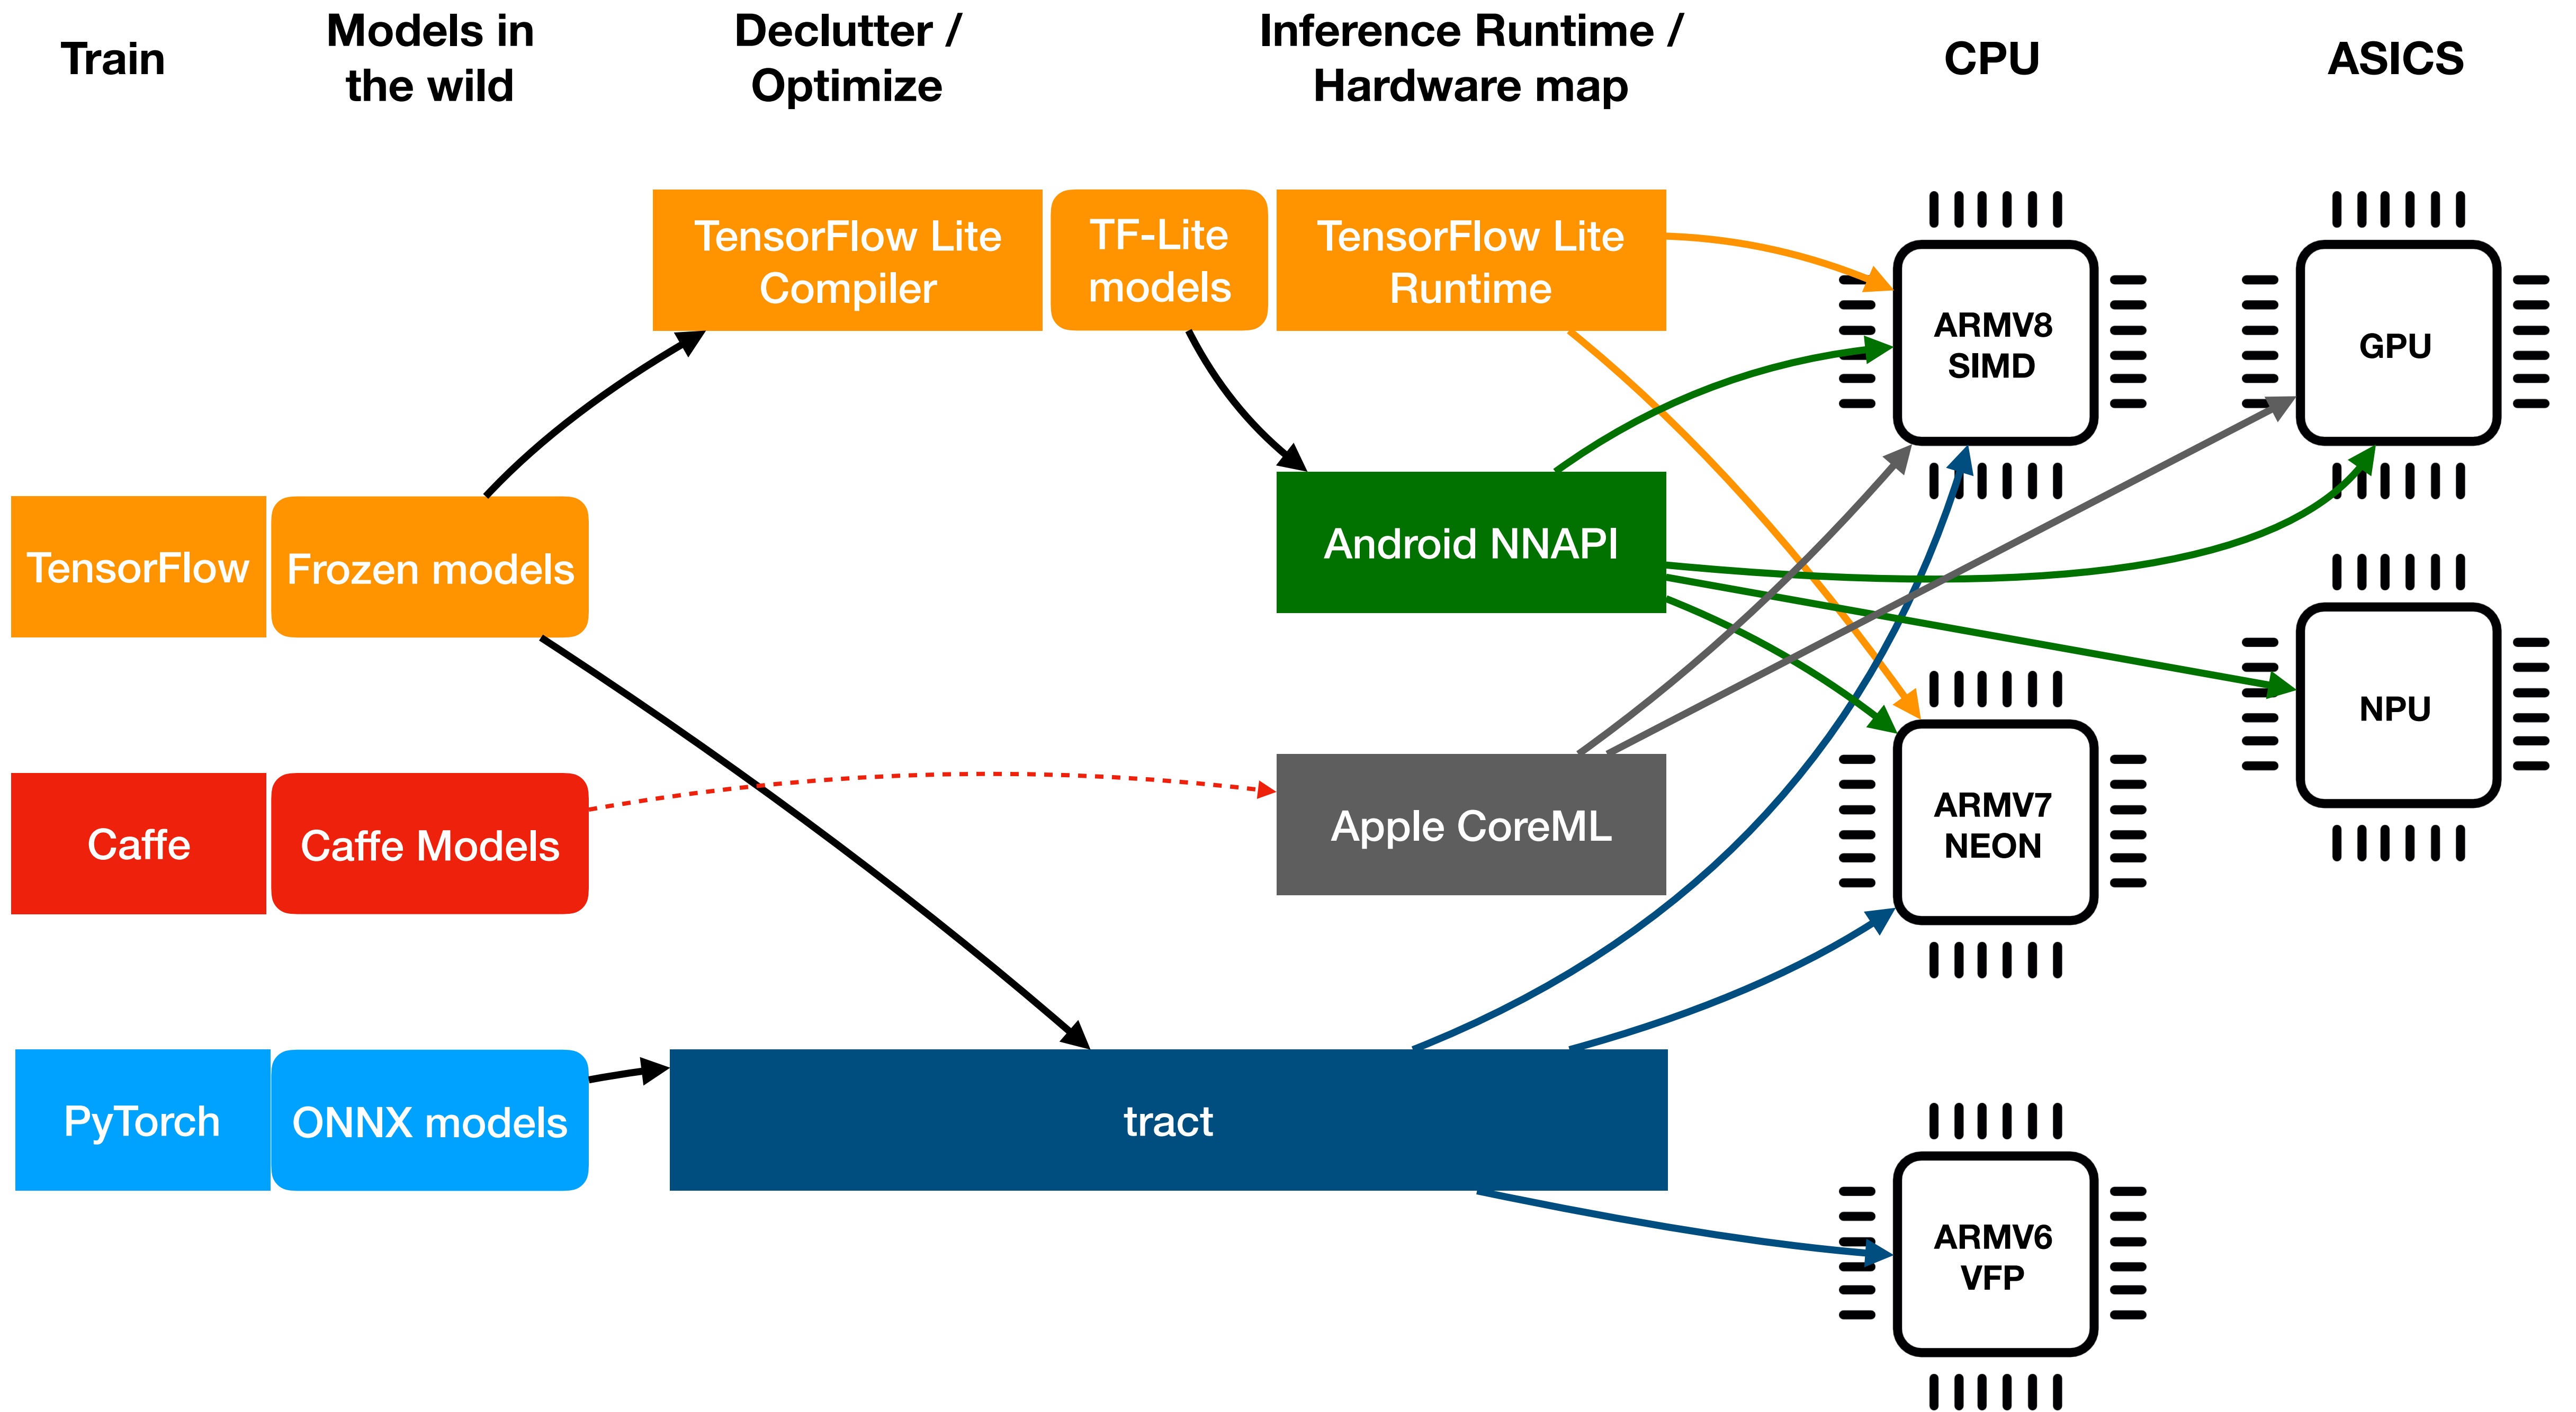 Train
Models in
the wild
Declutter /
Optimize
Inference Runtime /
Hardware map
CPU
ASICS
TensorFlow Lite
Compiler
TF-Lite
models
TensorFlow Lite
Runtime
ARMV8
SIMD
GPU
TensorFlow
Frozen models
Android NNAPI
NPU
Caffe
Caffe Models
Apple CoreML
ARMV7
NEON
PyTorch
ONNX models
tract
ARMV6
VFP